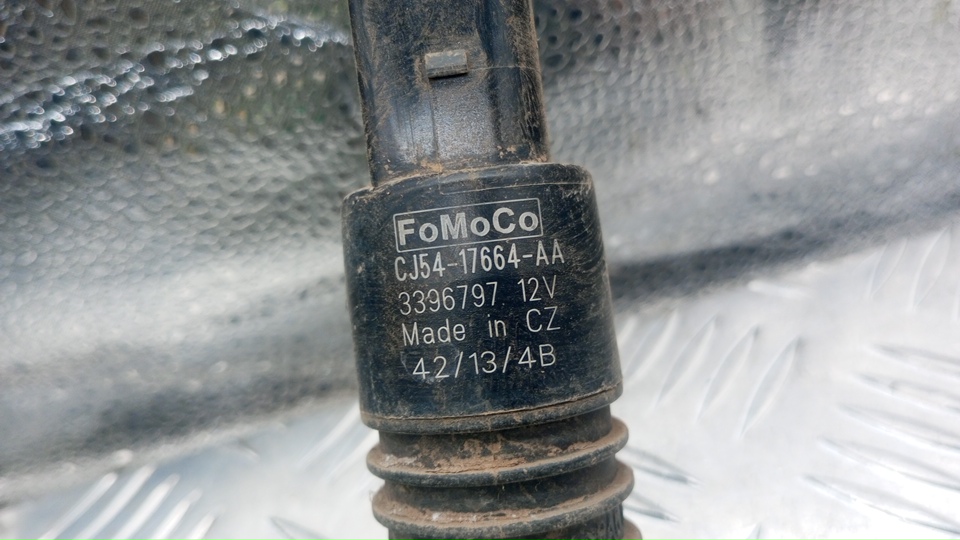 FoMoCo
CJ54-17664-AA
3396797 12V
Made in CZ
42/13/4B